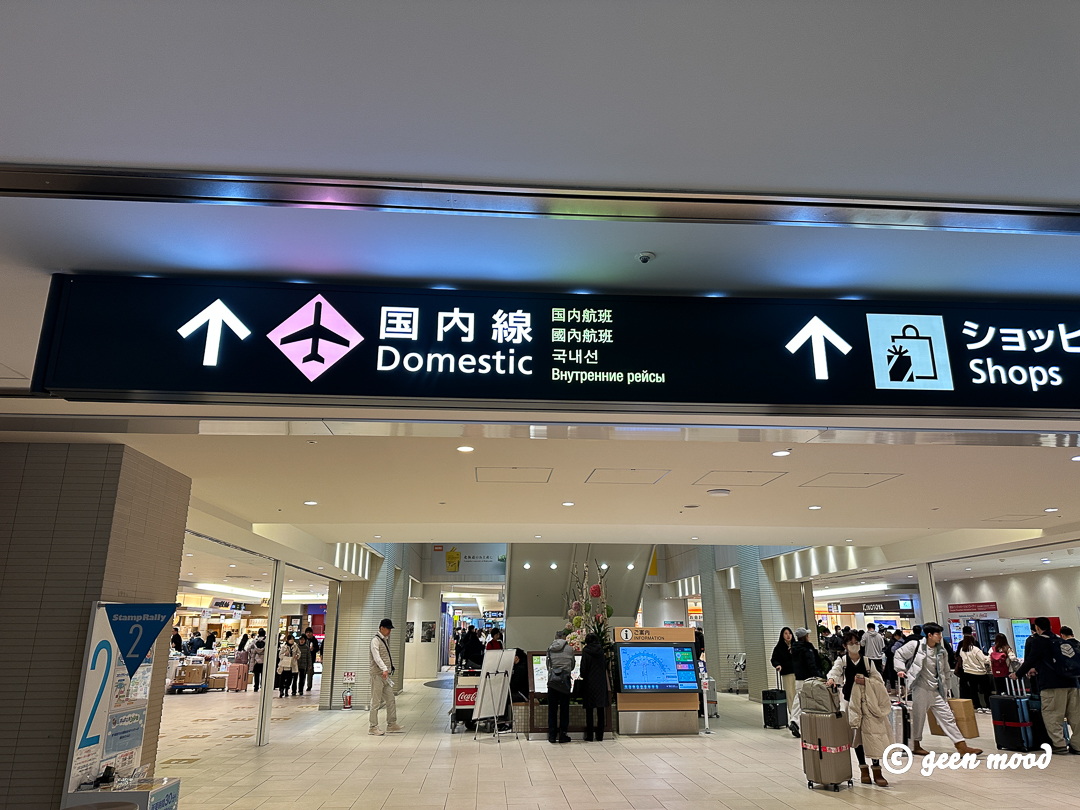 国内線
Domestic
国内航班
國內航班
국내선
Внутренние рейсы
ショッピ
Shops
Stamp Rally
2
2
ご案内
INFORMATION
KINOTOYA
© geen mood